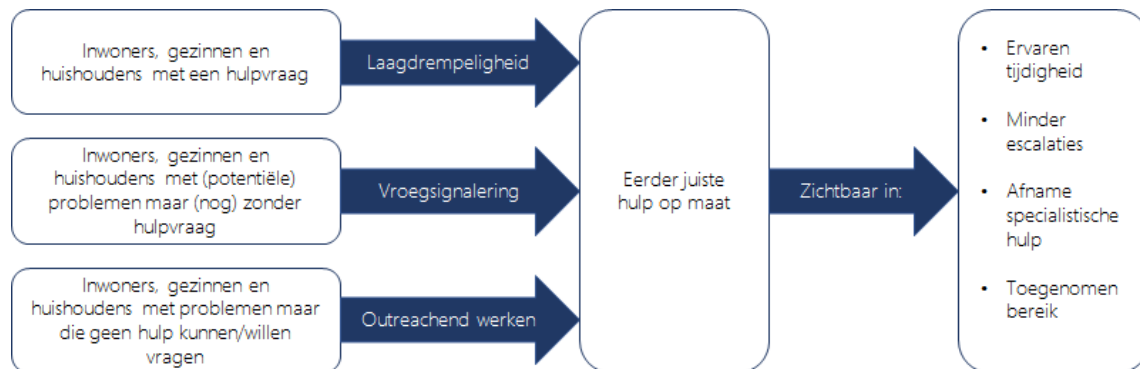 Inwoners, gezinnen en
huishoudens met een hulpvraag
Laagdrempeligheid
Inwoners, gezinnen en
huishoudens met (potentiële)
problemen maar (nog) zonder
hulpvraag
Vroegsignalering
Inwoners, gezinnen en
huishoudens met problemen maar
die geen hulp kunnen/willen
vragen
Outreachend werken
Eerder juiste
hulp op maat
Zichtbaar in:
• Ervaren
tijdigheid
• Minder
escalaties
• Afname
specialistische
hulp
• Toegenomen
bereik